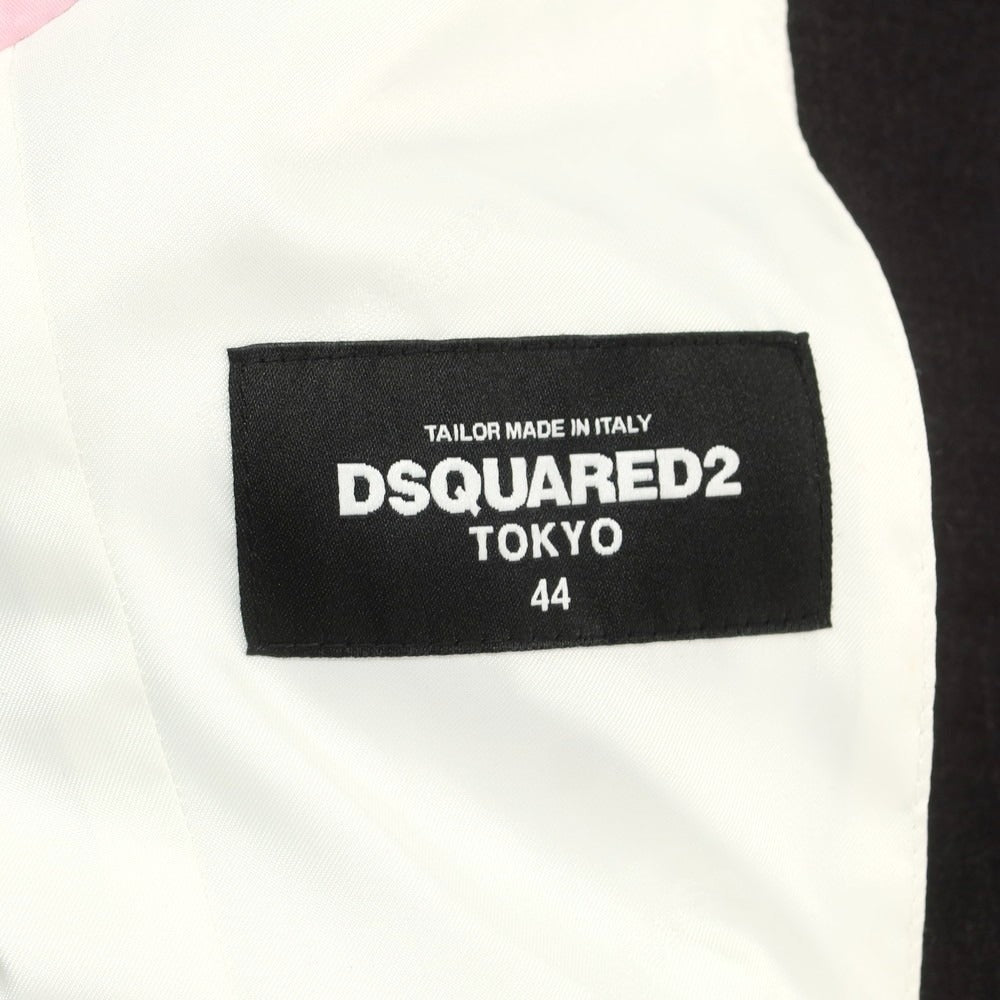 TAILOR MADE IN ITALY
DSQUARED2
TOKYO
44